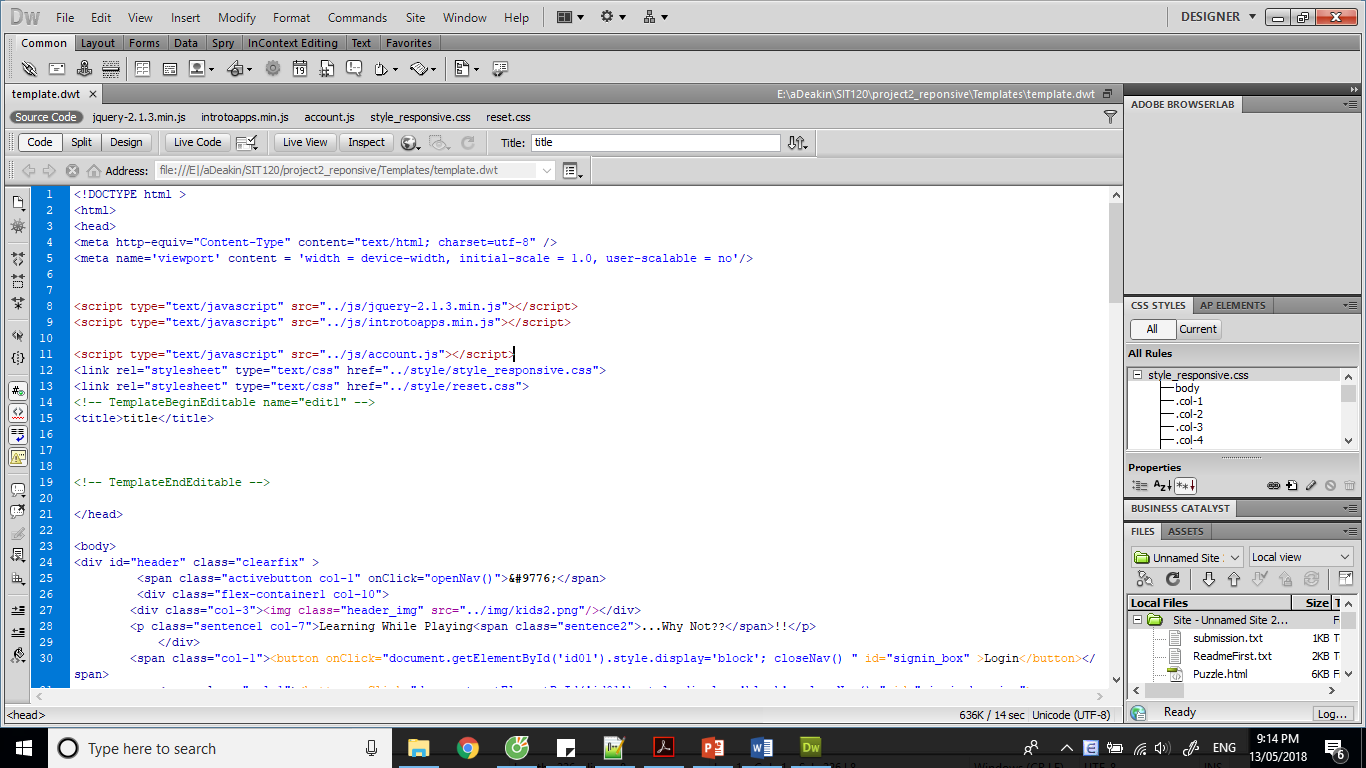 Dw File Edit View Insert Modify Format Commands Site Window Help DESIGNER
Common Layout Forms Data Spry InContext Editing Text Favorites
template.dwt E:\aDeakin\SIT120\project2_reponsive\Templates\template.dwt
Source Code jquery-2.1.3.min.js introtoapps.min.js account.js style_responsive.css reset.css
Code Split Design Live Code Live View Inspect Title: title
Address: file:///E|/aDeakin/SIT120/project2_reponsive/Templates/template.dwt
1 <!DOCTYPE html >
2 <html>
3 <head>
4 <meta http-equiv="Content-Type" content="text/html; charset=utf-8" />
5 <meta name='viewport' content = 'width = device-width, initial-scale = 1.0, user-scalable = no'/>
6
7
8 <script type="text/javascript" src="../js/jquery-2.1.3.min.js"></script>
9 <script type="text/javascript" src="../js/introtoapps.min.js"></script>
10
11 <script type="text/javascript" src="../js/account.js"></script>
12 <link rel="stylesheet" type="text/css" href="../style/style_responsive.css">
13 <link rel="stylesheet" type="text/css" href="../style/reset.css">
14 <!-- TemplateBeginEditable name="edit1" -->
15 <title>title</title>
16
17
18
19 <!-- TemplateEndEditable -->
20
21 </head>
22
23 <body>
24 <div id="header" class="clearfix" >
25 <span class="activebutton col-1" onClick="openNav()">&#9776;</span>
26 <div class="flex-container1 col-10">
27 <div class="col-3"><img class="header_img" src="../img/kids2.png"/></div>
28 <p class="sentence1 col-7">Learning While Playing<span class="sentence2">...Why Not??</span>!!</p>
29 </div>
30 <span class="col-1"><button onClick="document.getElementById('id01').style.display='block'; closeNav() " id="signin_box" >Login</button></
span>
<head> 636K / 14 sec Unicode (UTF-8)
ADOBE BROWSERLAB
CSS STYLES AP ELEMENTS
All Current
All Rules
style_responsive.css
body
.col-1
.col-2
.col-3
.col-4
Properties
BUSINESS CATALYST
FILES ASSETS
Unnamed Site Local view
Local Files Size T
Site - Unnamed Site 2... F
submission.txt 1KB T
ReadmeFirst.txt 2KB T
Puzzle.html 6KB F
Ready Log...
Type here to search
ENG
9:14 PM
13/05/2018
6